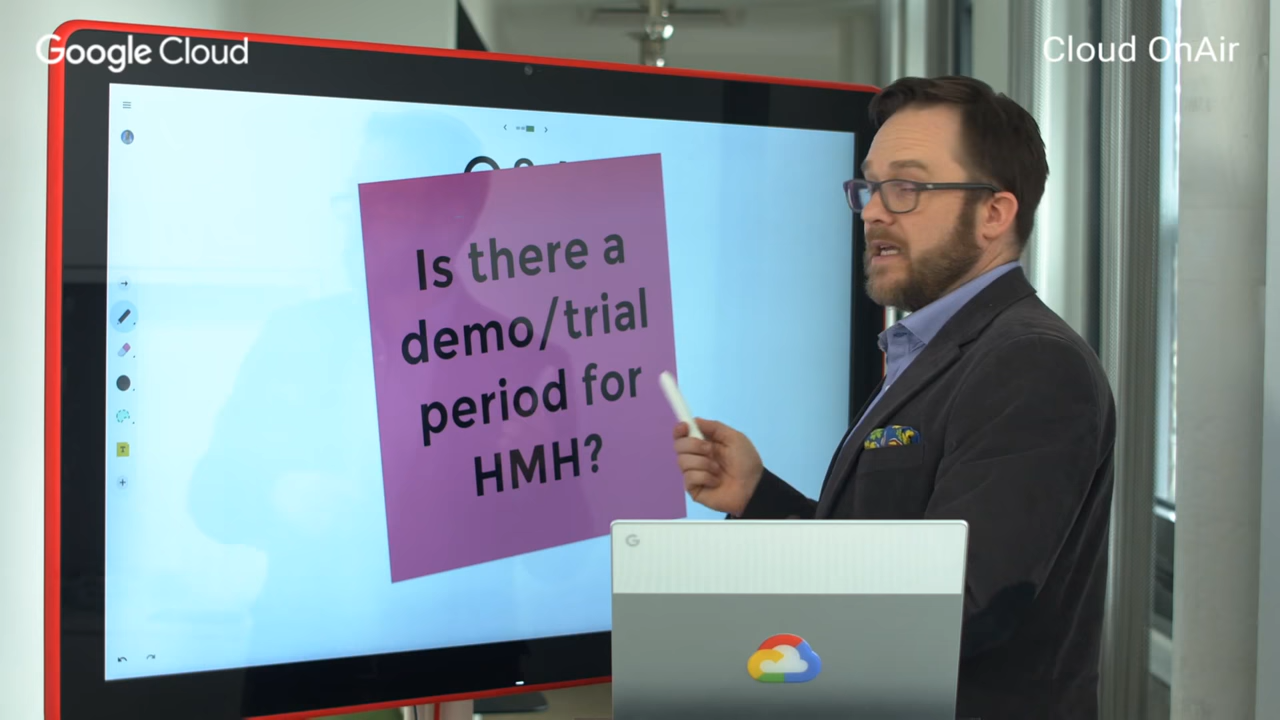 Google Cloud
Cloud OnAir
Is there a
demo/trial
period for
HMH?
G
T